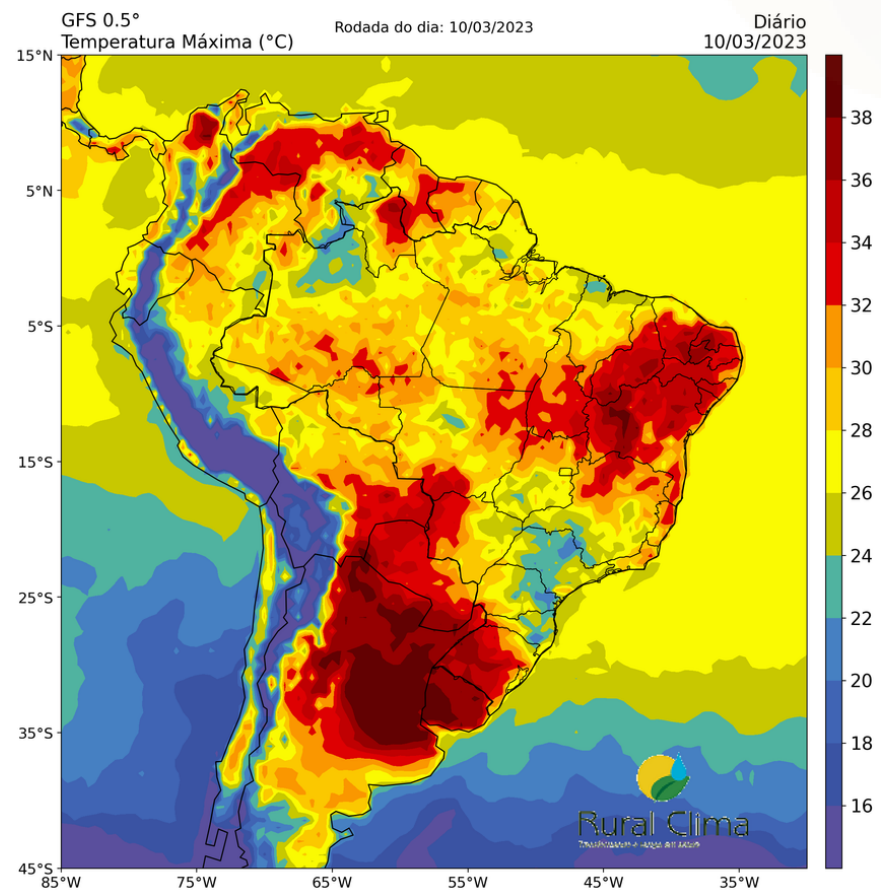 GFS 0.5°
Temperatura Máxima (°C)
Rodada do dia: 10/03/2023
Diário
10/03/2023
15°N
5°N
5°S
15°S
25°S
35°S
45°S
85°W
75°W
65°W
55°W
45°W
35°W
38
36
34
32
30
28
26
24
22
20
18
16
Rural Clima